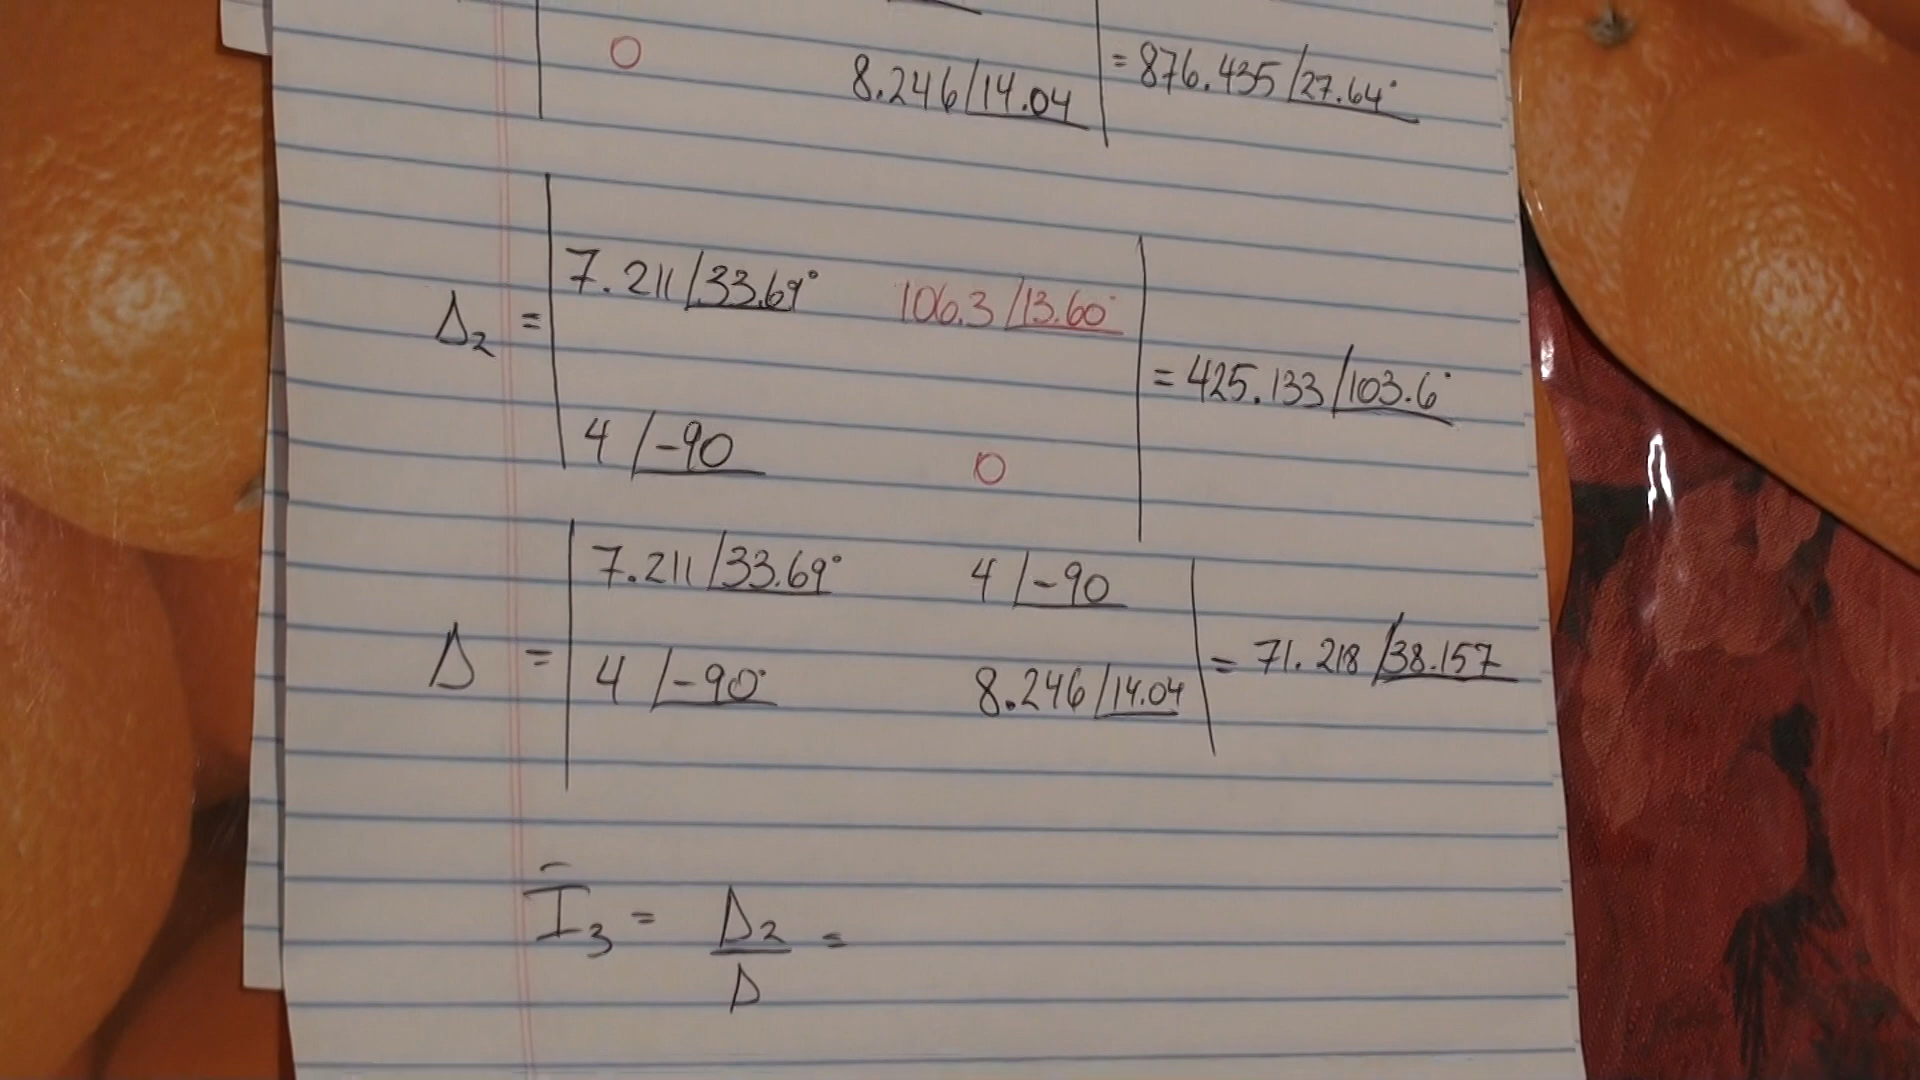 0
8.246 /14.04 = 876.435 /27.64°
7.211 /33.69° 106.3 /13.60°
Δ₂ = = 425.133 /103.6°
4 /-90 0
7.211 /33.69° 4 /-90
Δ = = 71.218 /38.157
4 /-90° 8.246 /14.04
Ī₃ = Δ₂ =
Δ